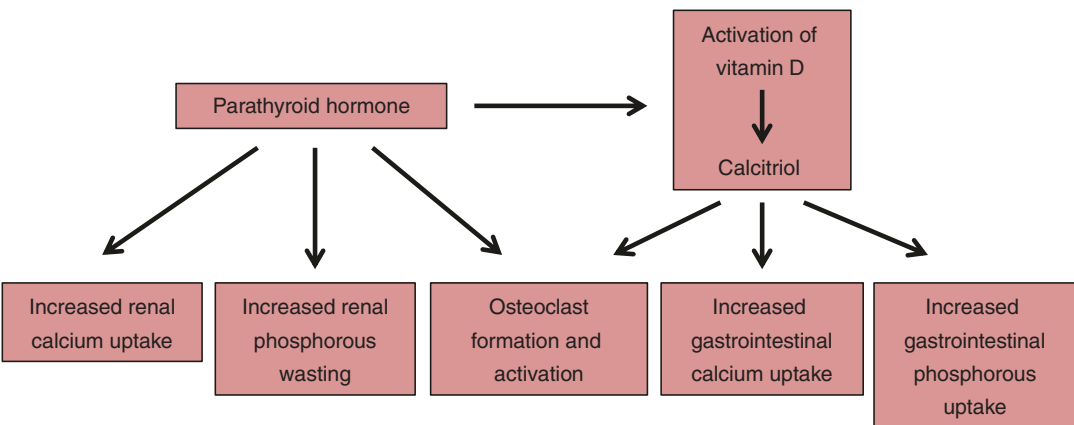 Activation of
vitamin D
Parathyroid hormone
Calcitriol
Increased renal
calcium uptake
Increased renal
phosphorous
wasting
Osteoclast
formation and
activation
Increased
gastrointestinal
calcium uptake
Increased
gastrointestinal
phosphorous
uptake